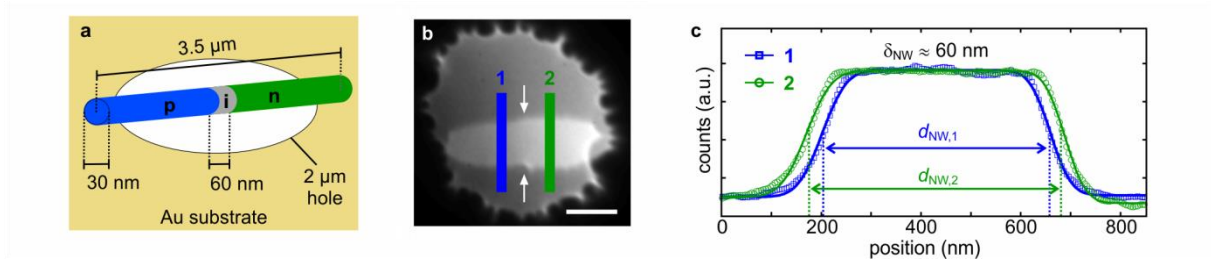 a
3.5 µm
p
i
n
30 nm
60 nm
2 µm
hole
Au substrate
b
1
2
c
1
2
δNW ≈ 60 nm
dNW,1
dNW,2
counts (a.u.)
0
200
400
600
800
position (nm)